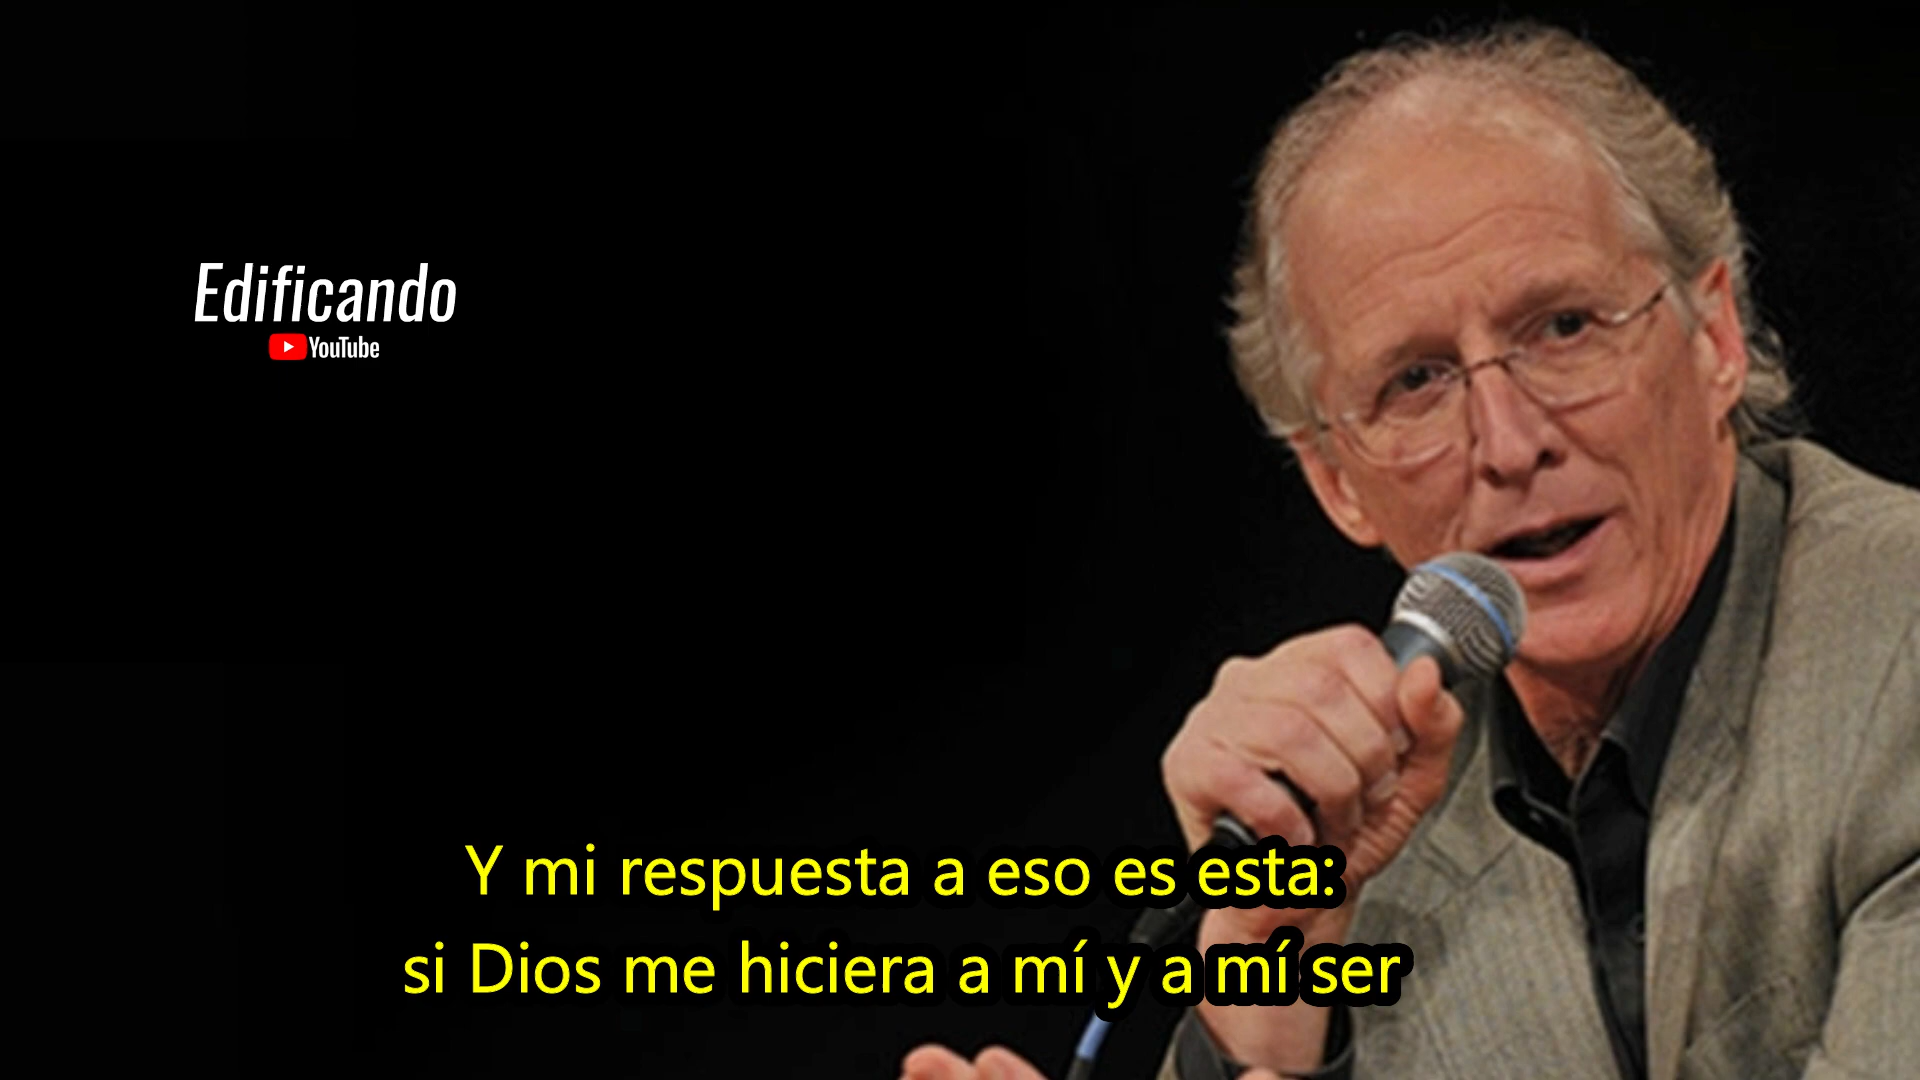 Edificando
YouTube
Y mi respuesta a eso es esta:
si Dios me hiciera a mí y a mí ser